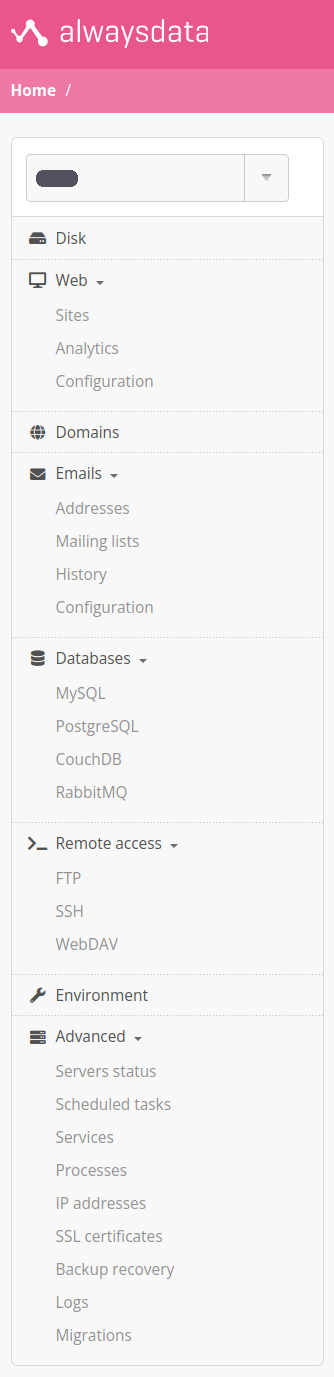 alwaysdata
Home /
Disk
Web
Sites
Analytics
Configuration
Domains
Emails
Addresses
Mailing lists
History
Configuration
Databases
MySQL
PostgreSQL
CouchDB
RabbitMQ
Remote access
FTP
SSH
WebDAV
Environment
Advanced
Servers status
Scheduled tasks
Services
Processes
IP addresses
SSL certificates
Backup recovery
Logs
Migrations